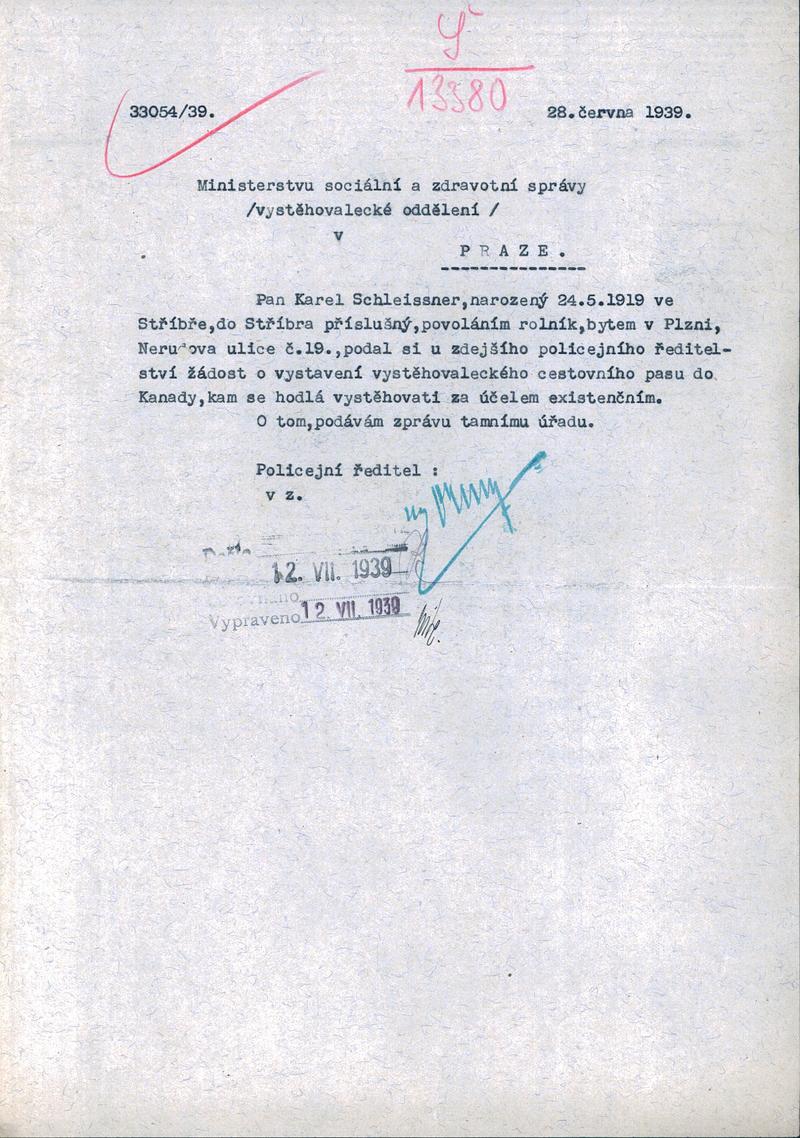 Š
13580
33054/39.
28.června 1939.
Ministerstvu sociální a zdravotní správy
/vystěhovalecké oddělení /
v
P R A Z E .
Pan Karel Schleissner,narozený 24.5.1919 ve
Stříbře,do Stříbra příslušný,povoláním rolník,bytem v Plzni,
Nerudova ulice č.19.,podal si u zdejšího policejního ředitel-
ství žádost o vystavení vystěhovaleckého cestovního pasu do
Kanady,kam se hodlá vystěhovati za účelem existenčním.
O tom,podávám zprávu tamnímu úřadu.
Policejní ředitel :
v z.
12. VII. 1939
Vypraveno 12 VII. 1939